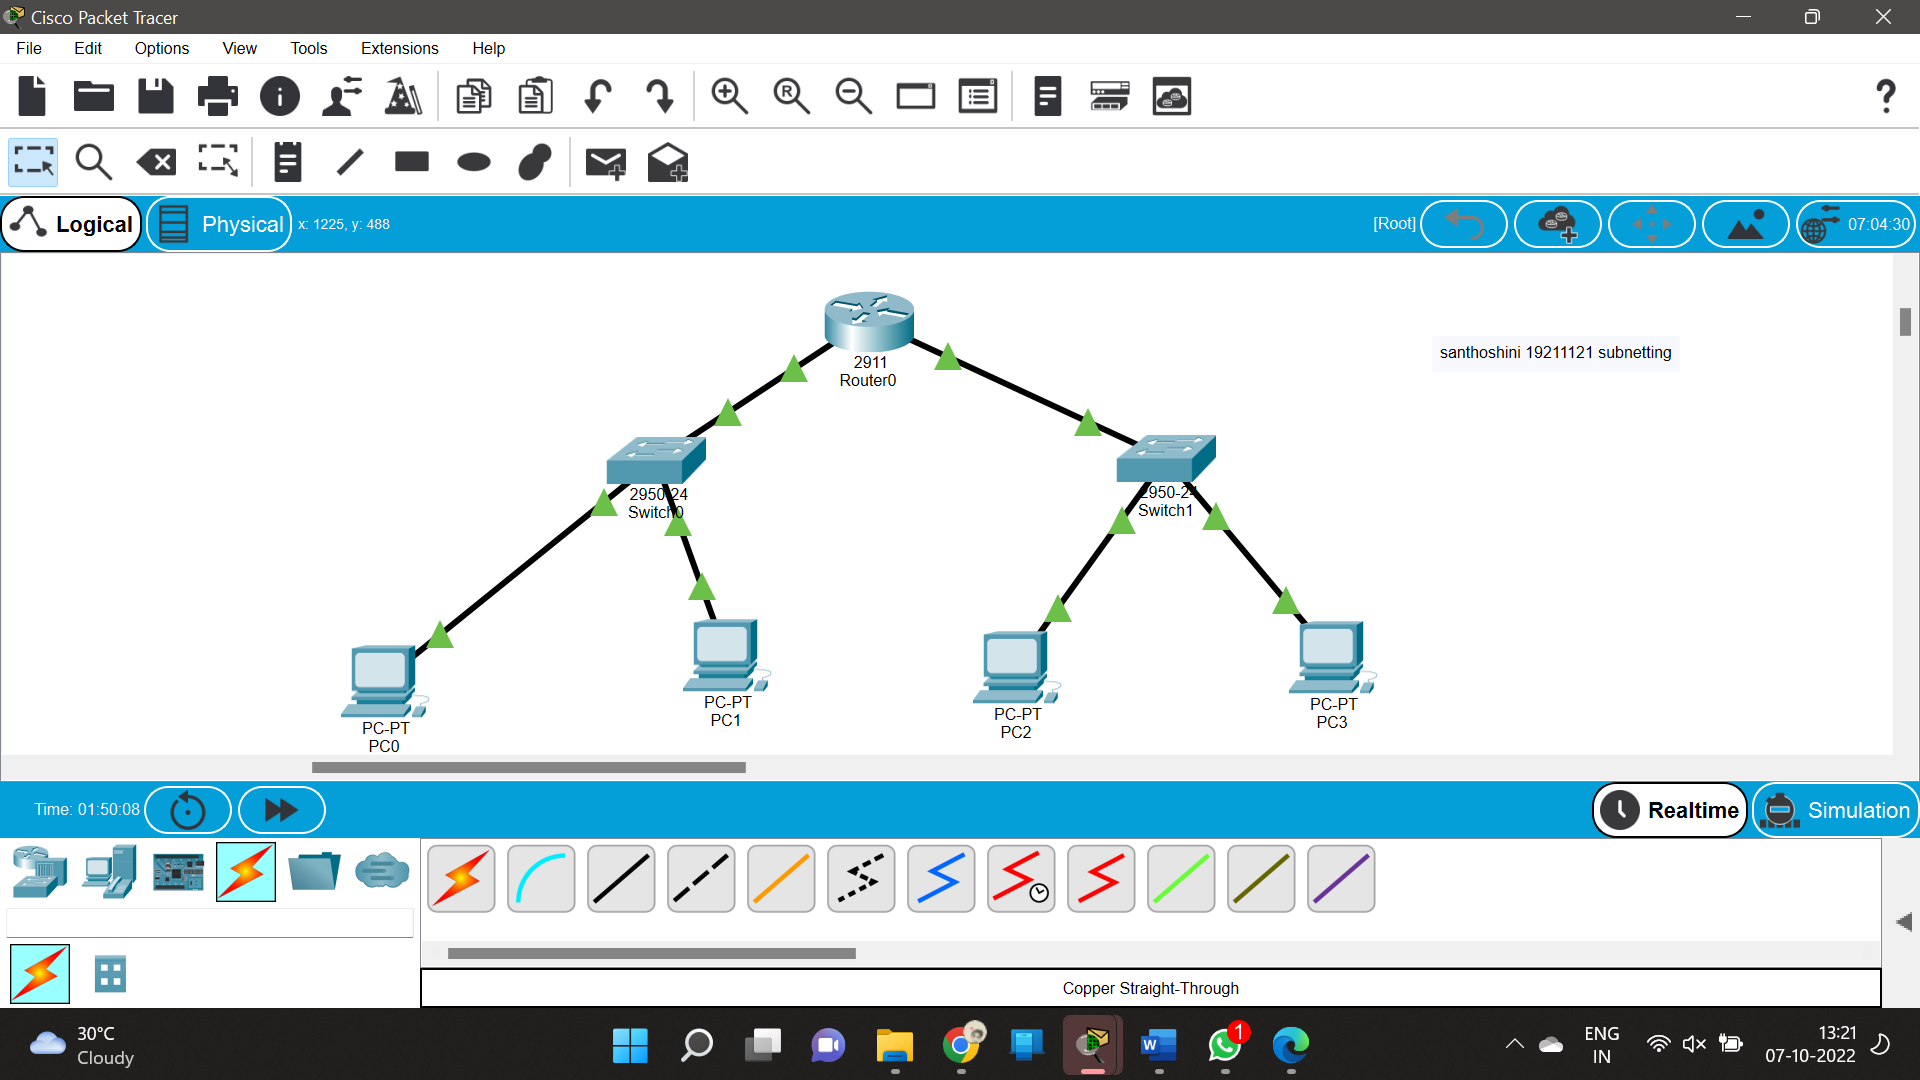 Cisco Packet Tracer
File Edit Options View Tools Extensions Help
Logical Physical x: 1225, y: 488 [Root] 07:04:30
2911
Router0
santhoshini 19211121 subnetting
2950-24
Switch0
2950-24
Switch1
PC-PT
PC0
PC-PT
PC1
PC-PT
PC2
PC-PT
PC3
Time: 01:50:08 Realtime Simulation
Copper Straight-Through
30°C
Cloudy
1
ENG
IN
13:21
07-10-2022